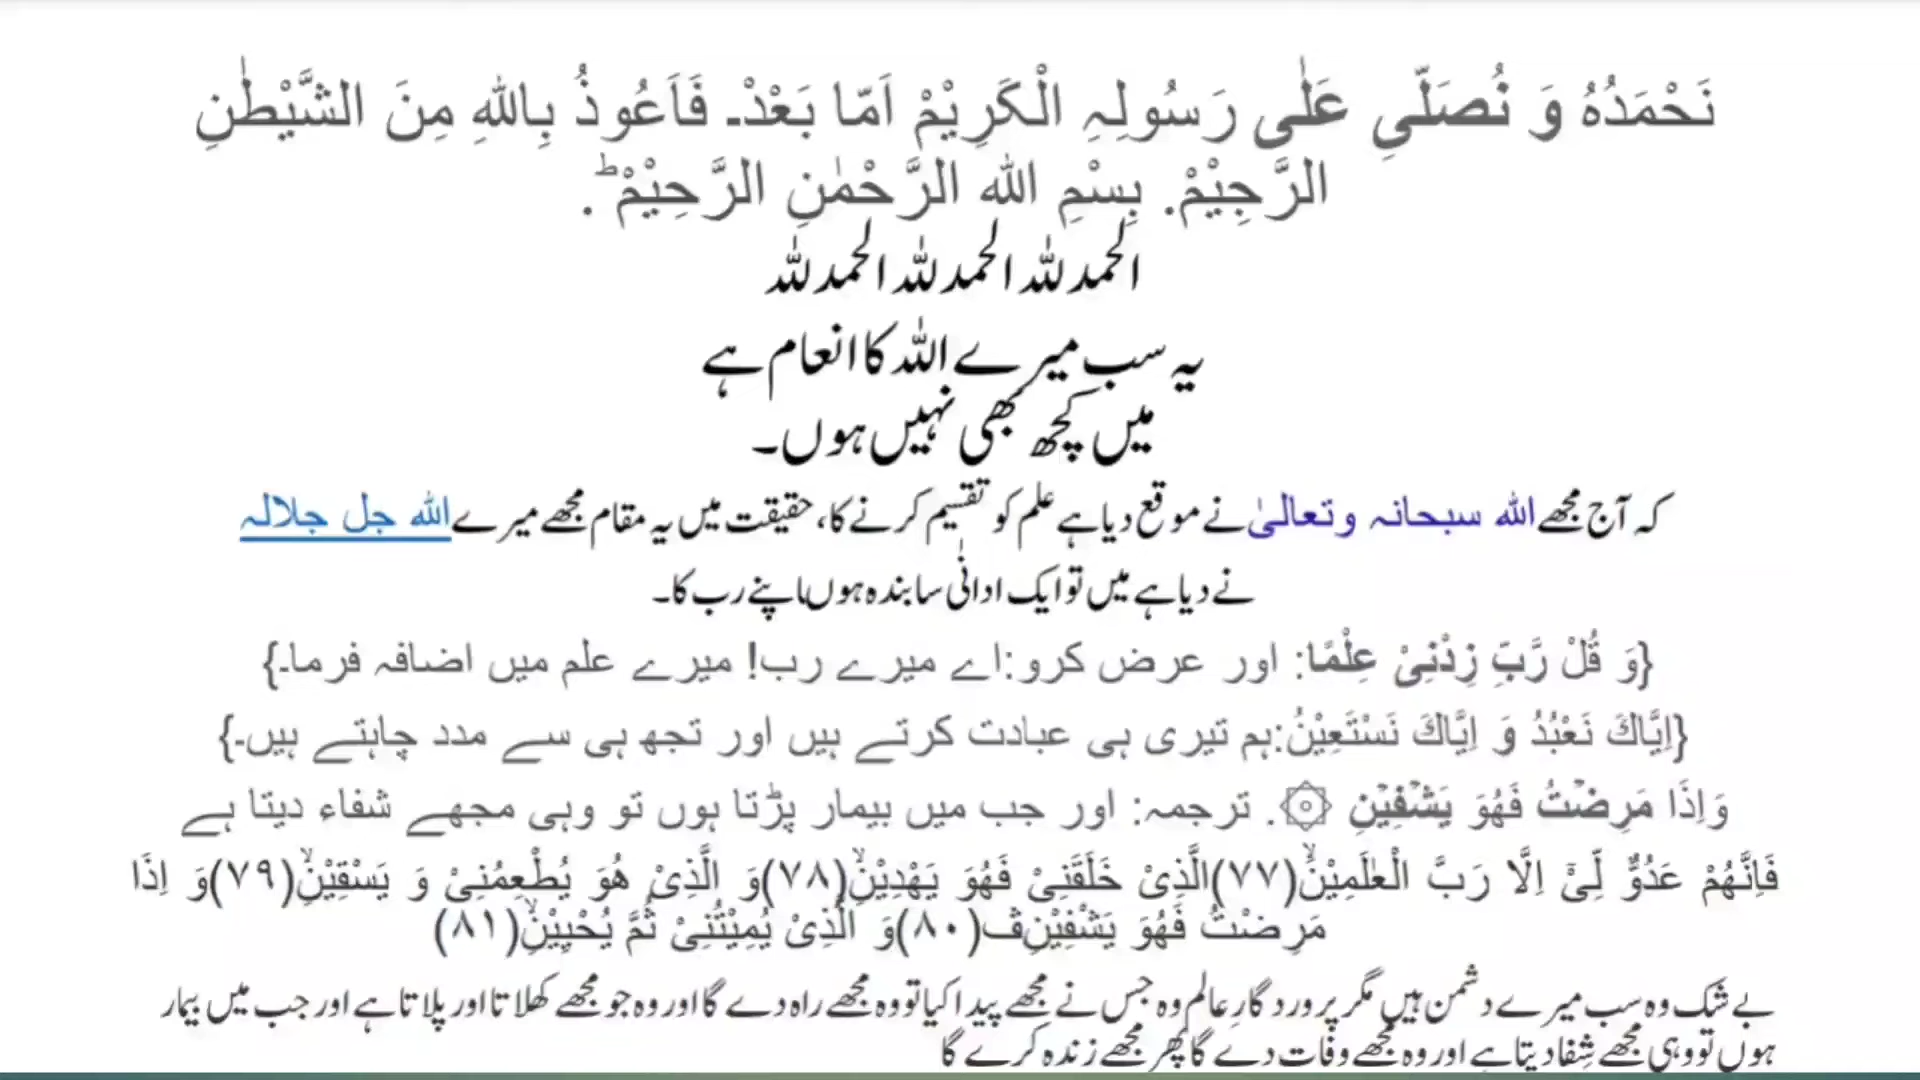 نَحْمَدُہٗ وَ نُصَلِّیِ عَلٰی رَسُولِہِ الْکَرِیْمْ اَمَّا بَعْدْ۔ فَاَعُوذُ بِاللهِ مِنَ الشَّیْطٰنِ
الرَّجِیْمْ. بِسْمِ الله الرَّحْمٰنِ الرَّحِیْمْ ؕ .
الحمدللہ الحمدللہ الحمدللہ
یہ سب میرے اللہ کا انعام ہے
میں کچھ بھی نہیں ہوں۔
کہ آج مجھے الله سبحانہ وتعالیٰ نے موقع دیا ہے علم کو تقسیم کرنے کا، حقیقت میں یہ مقام مجھے میرے الله جل جلالہ
نے دیا ہے میں تو ایک ادانٰی سا بندہ ہوں اپنے رب کا۔
{وَ قُلْ رَّبِّ زِدْنِیْ عِلْمًا: اور عرض کرو:اے میرے رب! میرے علم میں اضافہ فرما۔}
{اِیَّاكَ نَعْبُدُ وَ اِیَّاكَ نَسْتَعِیْنُ:ہم تیری ہی عبادت کرتے ہیں اور تجھ ہی سے مدد چاہتے ہیں۔}
وَاِذَا مَرِضْتُ فَهُوَ يَشْفِيْنِ ۞. ترجمہ: اور جب میں بیمار پڑتا ہوں تو وہی مجھے شفاء دیتا ہے
فَاِنَّهُمْ عَدُوٌّ لِّیْۤ اِلَّا رَبَّ الْعٰلَمِیْنَۙ(۷۷)الَّذِیْ خَلَقَنِیْ فَهُوَ یَهْدِیْنِۙ(۷۸)وَ الَّذِیْ هُوَ یُطْعِمُنِیْ وَ یَسْقِیْنِۙ(۷۹)وَ اِذَا
مَرِضْتُ فَهُوَ یَشْفِیْنِﭪ(۸۰)وَ الَّذِیْ یُمِیْتُنِیْ ثُمَّ یُحْیِیْنِۙ(۸۱)
بے شک وہ سب میرے دشمن ہیں مگر پروردگارِ عالم وہ جس نے مجھے پیدا کیا تو وہ مجھے راہ دے گا اور وہ جو مجھے کھلاتا اور پلاتا ہے اور جب میں بیمار
ہوں تو وہی مجھے شِفا دیتا ہے اور وہ مجھے وفات دے گا پھر مجھے زندہ کرے گا